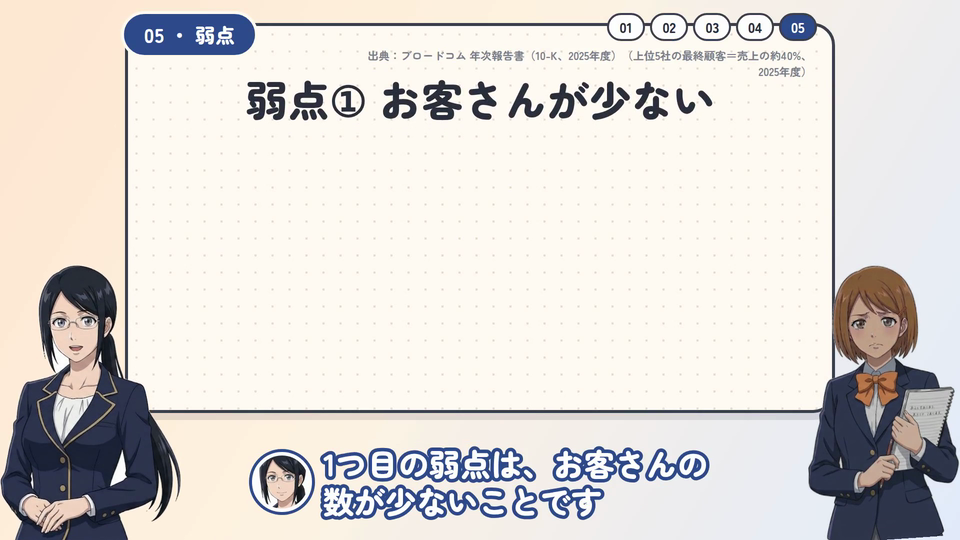 05 ・ 弱点
01 02 03 04 05
出典：ブロードコム 年次報告書（10-K、2025年度）（上位5社の最終顧客＝売上の約40%、
2025年度）
弱点① お客さんが少ない
1つ目の弱点は、お客さんの
数が少ないことです